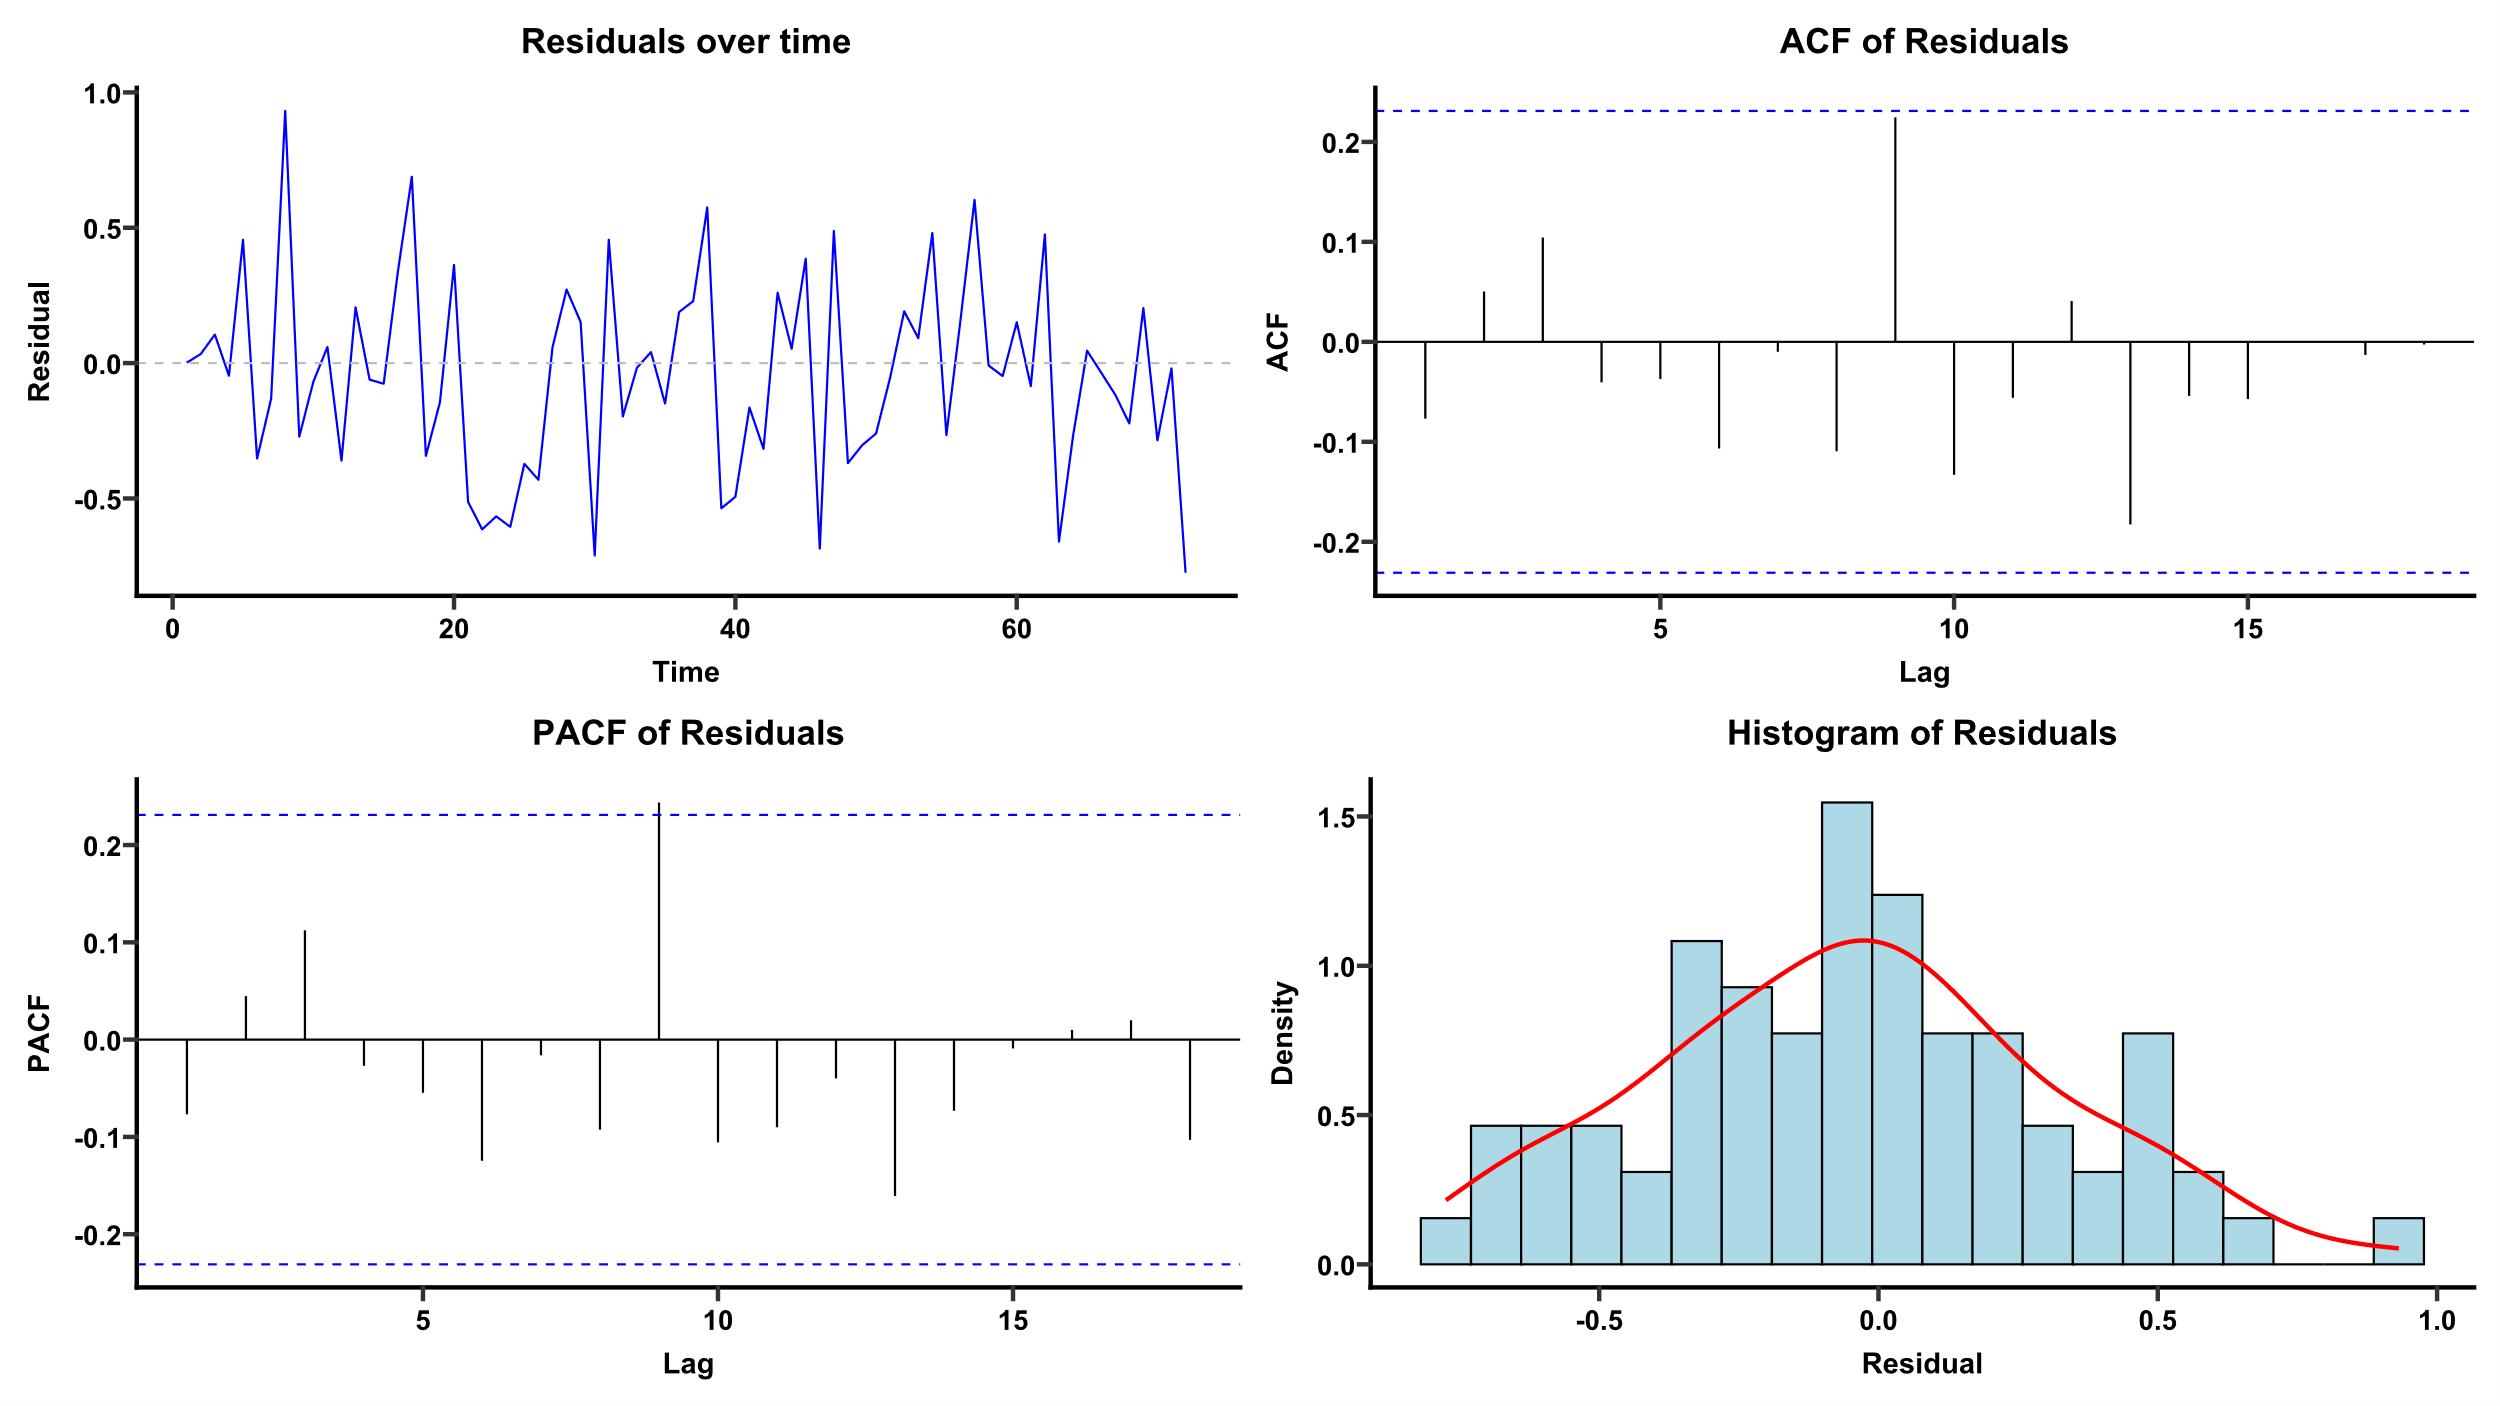 Residuals over time
1.0
0.5
0.0
-0.5
Residual
0 20 40 60
Time
ACF of Residuals
0.2
0.1
0.0
-0.1
-0.2
ACF
5 10 15
Lag
PACF of Residuals
0.2
0.1
0.0
-0.1
-0.2
PACF
5 10 15
Lag
Histogram of Residuals
1.5
1.0
0.5
0.0
Density
-0.5 0.0 0.5 1.0
Residual